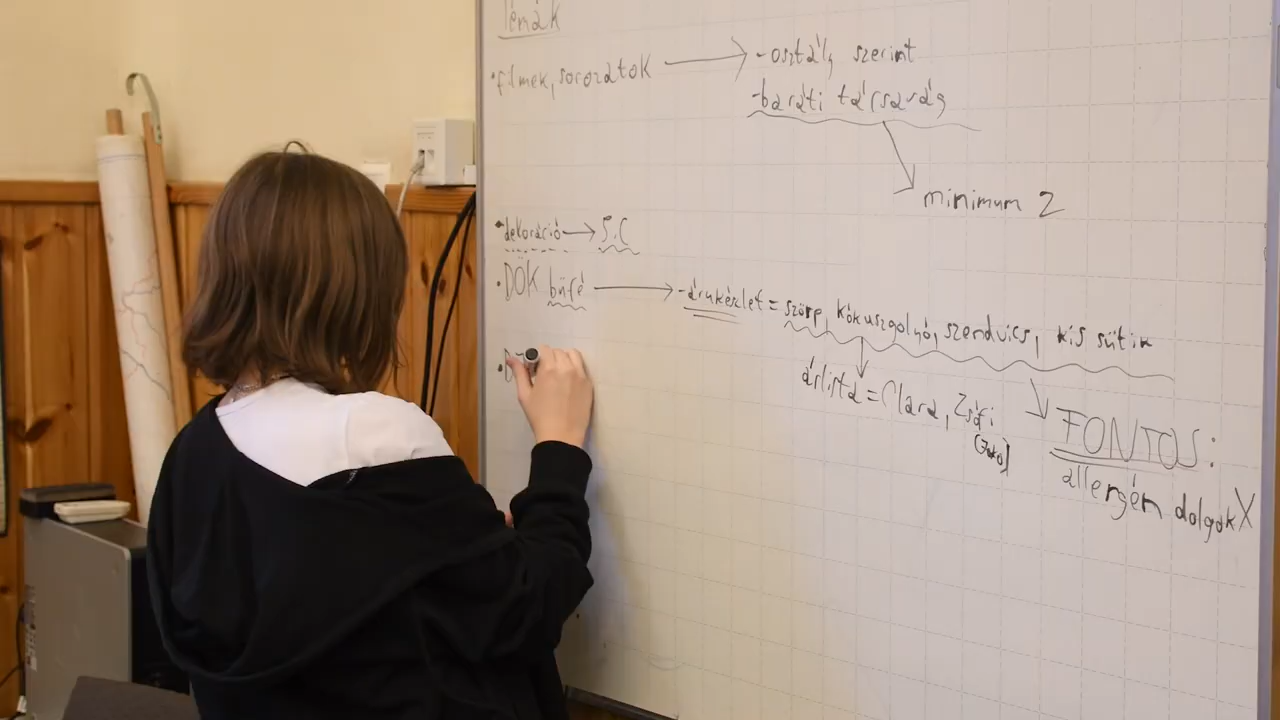 Témák
•filmek, sorozatok → -osztály szerint
-baráti társaság
minimum 2
•dekoráció → 5.C
•DÖK büfé → -árukészlet = szörp, kókuszgolyó, szendvics, kis sütik
árlista = Clara, Zsófi
FONTOS:
allergén dolgok X
•D